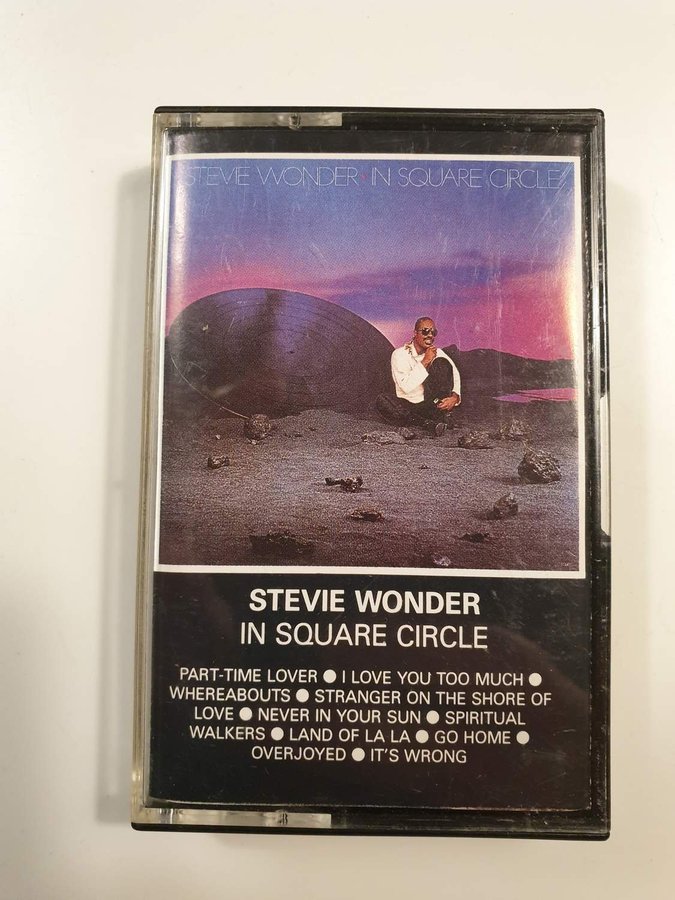 STEVIE WONDER · IN SQUARE CIRCLE
STEVIE WONDER
IN SQUARE CIRCLE
PART-TIME LOVER ● I LOVE YOU TOO MUCH ●
WHEREABOUTS ● STRANGER ON THE SHORE OF
LOVE ● NEVER IN YOUR SUN ● SPIRITUAL
WALKERS ● LAND OF LA LA ● GO HOME ●
OVERJOYED ● IT'S WRONG